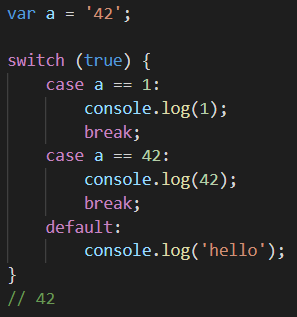 var a = '42';

switch (true) {
    case a == 1:
        console.log(1);
        break;
    case a == 42:
        console.log(42);
        break;
    default:
        console.log('hello');
}
// 42